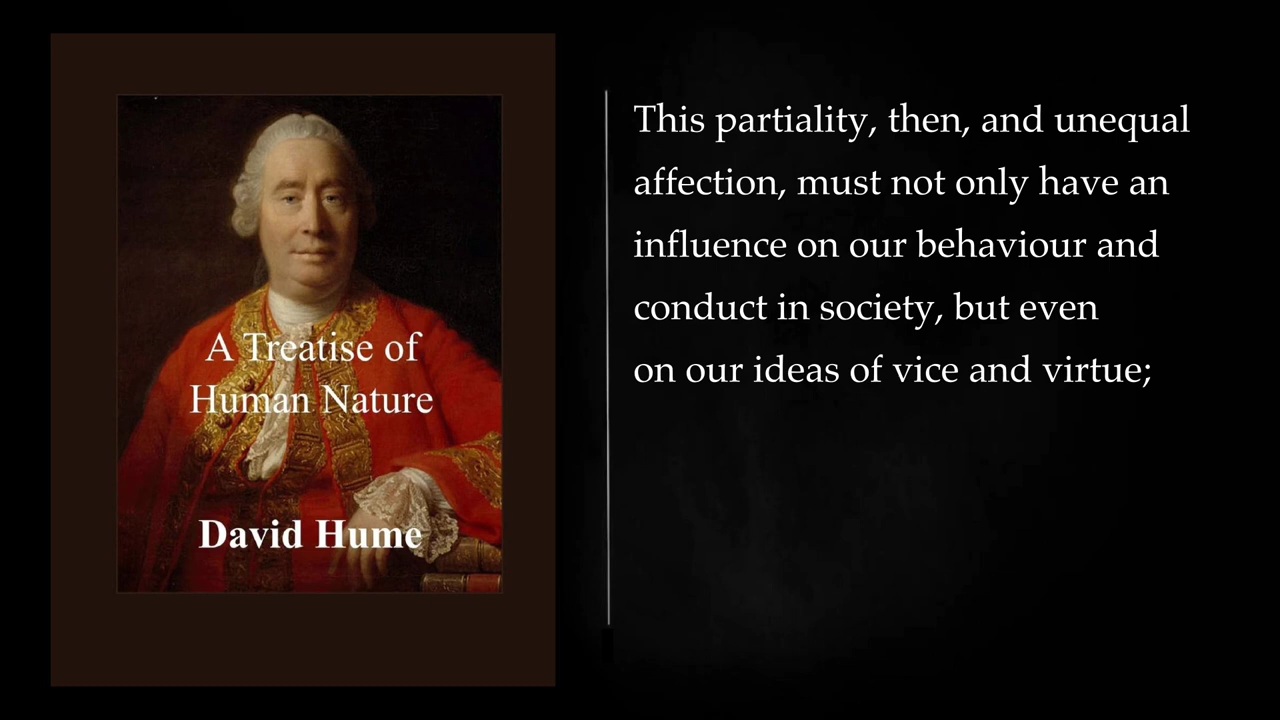 A Treatise of
Human Nature
David Hume
This partiality, then, and unequal
affection, must not only have an
influence on our behaviour and
conduct in society, but even
on our ideas of vice and virtue;